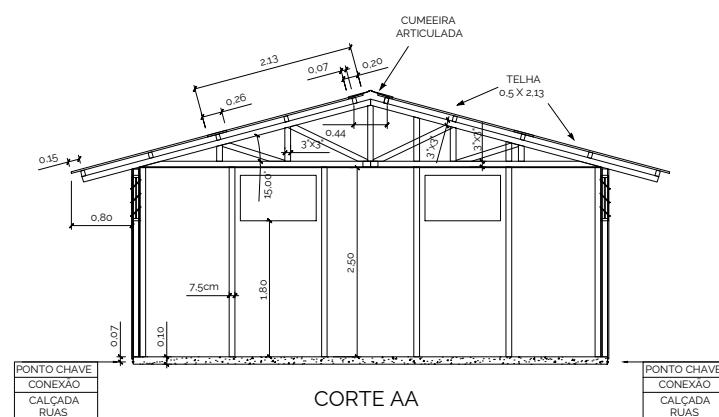 CUMEEIRA
ARTICULADA
2,13
0,07
0,20
TELHA
0.5 X 2,13
0,26
0,44
3"x3"
3"x3"
3"x3"
0,15
15,00°
0,80
2,50
1,80
7,5cm
0,07
0,10
PONTO CHAVE
CONEXÃO
CALÇADA
RUAS
CORTE AA
PONTO CHAVE
CONEXÃO
CALÇADA
RUAS